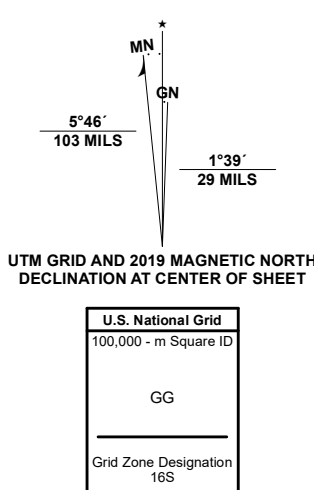 ★
MN
GN
5°46´
103 MILS
1°39´
29 MILS
UTM GRID AND 2019 MAGNETIC NORTH
DECLINATION AT CENTER OF SHEET
U.S. National Grid
100,000 - m Square ID
GG
Grid Zone Designation
16S